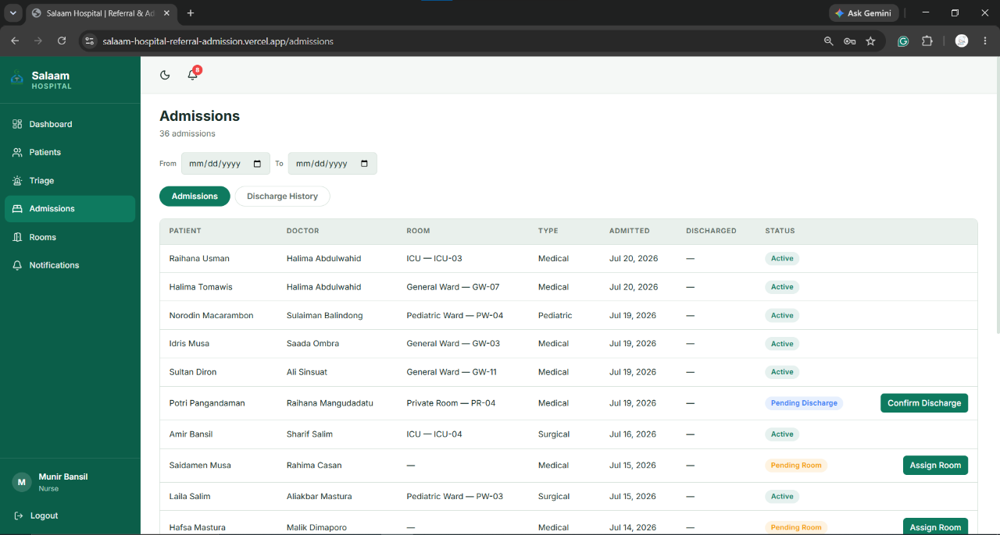 Salaam Hospital | Referral & Ad
Ask Gemini
salaam-hospital-referral-admission.vercel.app/admissions
Salaam
HOSPITAL
8
Dashboard
Patients
Triage
Admissions
Rooms
Notifications
Admissions
36 admissions
From mm/dd/yyyy To mm/dd/yyyy
Admissions Discharge History
PATIENT DOCTOR ROOM TYPE ADMITTED DISCHARGED STATUS
Raihana Usman Halima Abdulwahid ICU — ICU-03 Medical Jul 20, 2026 — Active
Halima Tomawis Halima Abdulwahid General Ward — GW-07 Medical Jul 20, 2026 — Active
Norodin Macarambon Sulaiman Balindong Pediatric Ward — PW-04 Pediatric Jul 19, 2026 — Active
Idris Musa Saada Ombra General Ward — GW-03 Medical Jul 19, 2026 — Active
Sultan Diron Ali Sinsuat General Ward — GW-11 Medical Jul 19, 2026 — Active
Potri Pangandaman Raihana Mangudadatu Private Room — PR-04 Medical Jul 19, 2026 — Pending Discharge Confirm Discharge
Amir Bansil Sharif Salim ICU — ICU-04 Surgical Jul 16, 2026 — Active
Saidamen Musa Rahima Casan — Medical Jul 15, 2026 — Pending Room Assign Room
Laila Salim Aliakbar Mastura Pediatric Ward — PW-03 Surgical Jul 15, 2026 — Active
Hafsa Mastura Malik Dimaporo — Medical Jul 14, 2026 — Pending Room Assign Room
M
Munir Bansil
Nurse
Logout